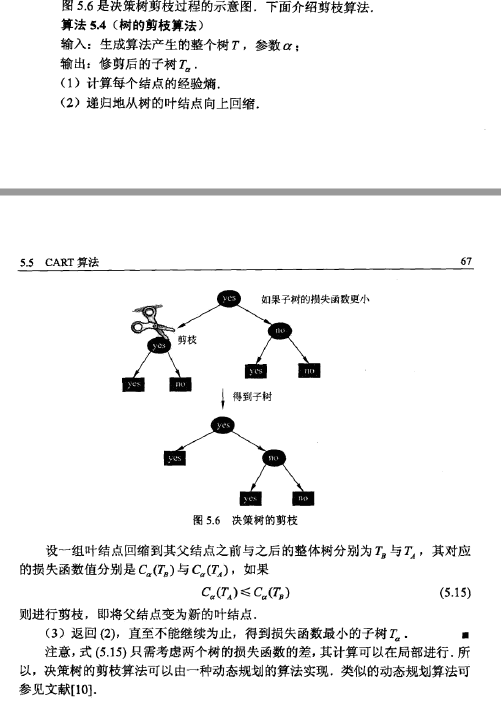 图 5.6 是决策树剪枝过程的示意图．下面介绍剪枝算法．
算法 5.4（树的剪枝算法）
输入：生成算法产生的整个树 T，参数 α；
输出：修剪后的子树 Tα．
（1）计算每个结点的经验熵．
（2）递归地从树的叶结点向上回缩．
5.5 CART 算法 67
yes 如果子树的损失函数更小
no
yes 剪枝
yes no yes no
得到子树
yes
yes no
yes no
图 5.6 决策树的剪枝
设一组叶结点回缩到其父结点之前与之后的整体树分别为 T_B 与 T_A，其对应
的损失函数值分别是 Cα(T_B) 与 Cα(T_A)，如果
Cα(T_A) ≤ Cα(T_B) (5.15)
则进行剪枝，即将父结点变为新的叶结点．
（3）返回 (2)，直至不能继续为止，得到损失函数最小的子树 Tα． ■
注意，式 (5.15) 只需考虑两个树的损失函数的差，其计算可以在局部进行．所
以，决策树的剪枝算法可以由一种动态规划的算法实现．类似的动态规划算法可
参见文献[10]．